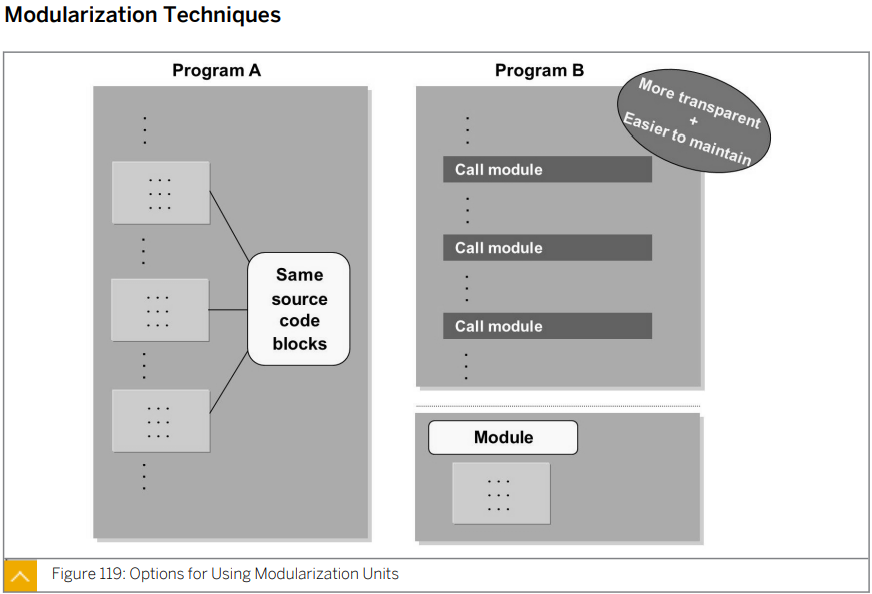 Modularization Techniques
Program A
Same
source
code
blocks
Program B
More transparent
+
Easier to maintain
Call module
Call module
Call module
Module
Figure 119: Options for Using Modularization Units